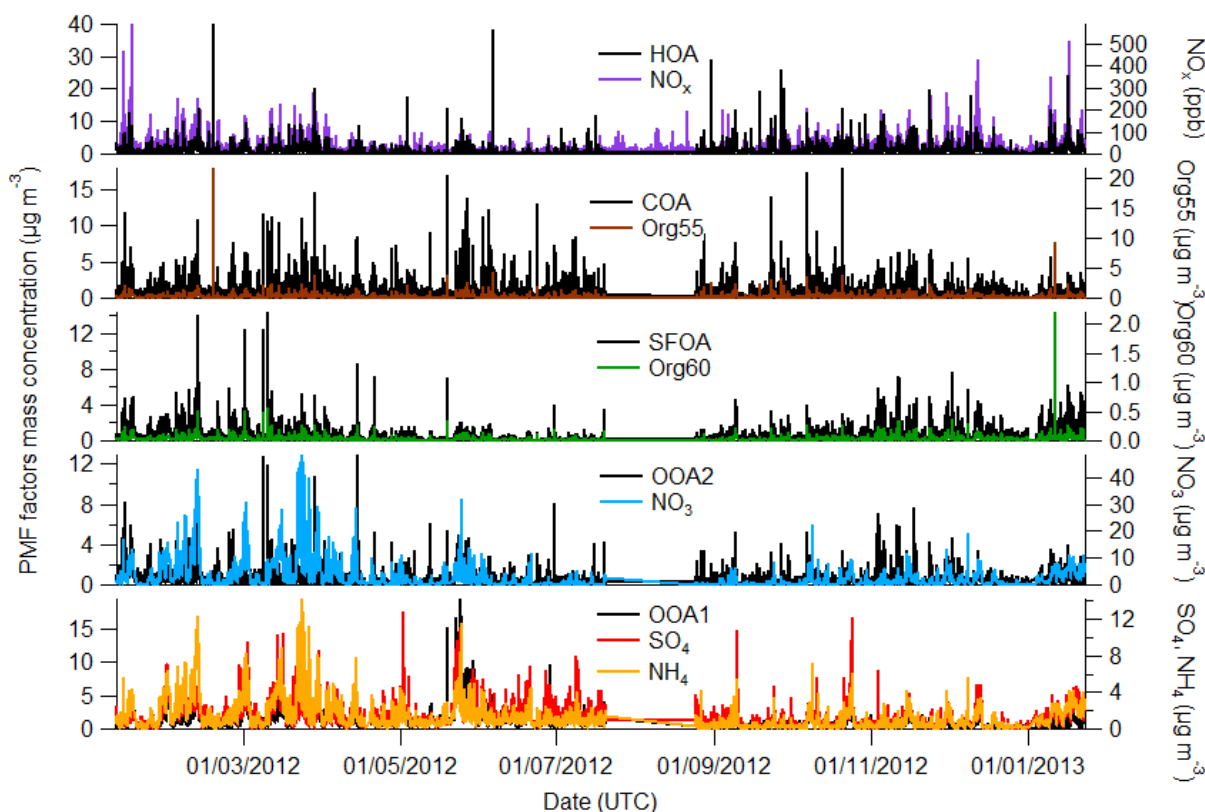 PMF factors mass concentration (µg m⁻³)
40
30
20
10
0
HOA
NOₓ
500
400
300
200
100
0
NOₓ (ppb)
15
10
5
0
COA
Org55
20
15
10
5
0
Org55 (µg m⁻³)
12
8
4
0
SFOA
Org60
2.0
1.5
1.0
0.5
0.0
Org60 (µg m⁻³)
12
8
4
0
OOA2
NO₃
40
30
20
10
0
NO₃ (µg m⁻³)
15
10
5
0
OOA1
SO₄
NH₄
12
8
4
0
SO₄, NH₄ (µg m⁻³)
01/03/2012 01/05/2012 01/07/2012 01/09/2012 01/11/2012 01/01/2013
Date (UTC)